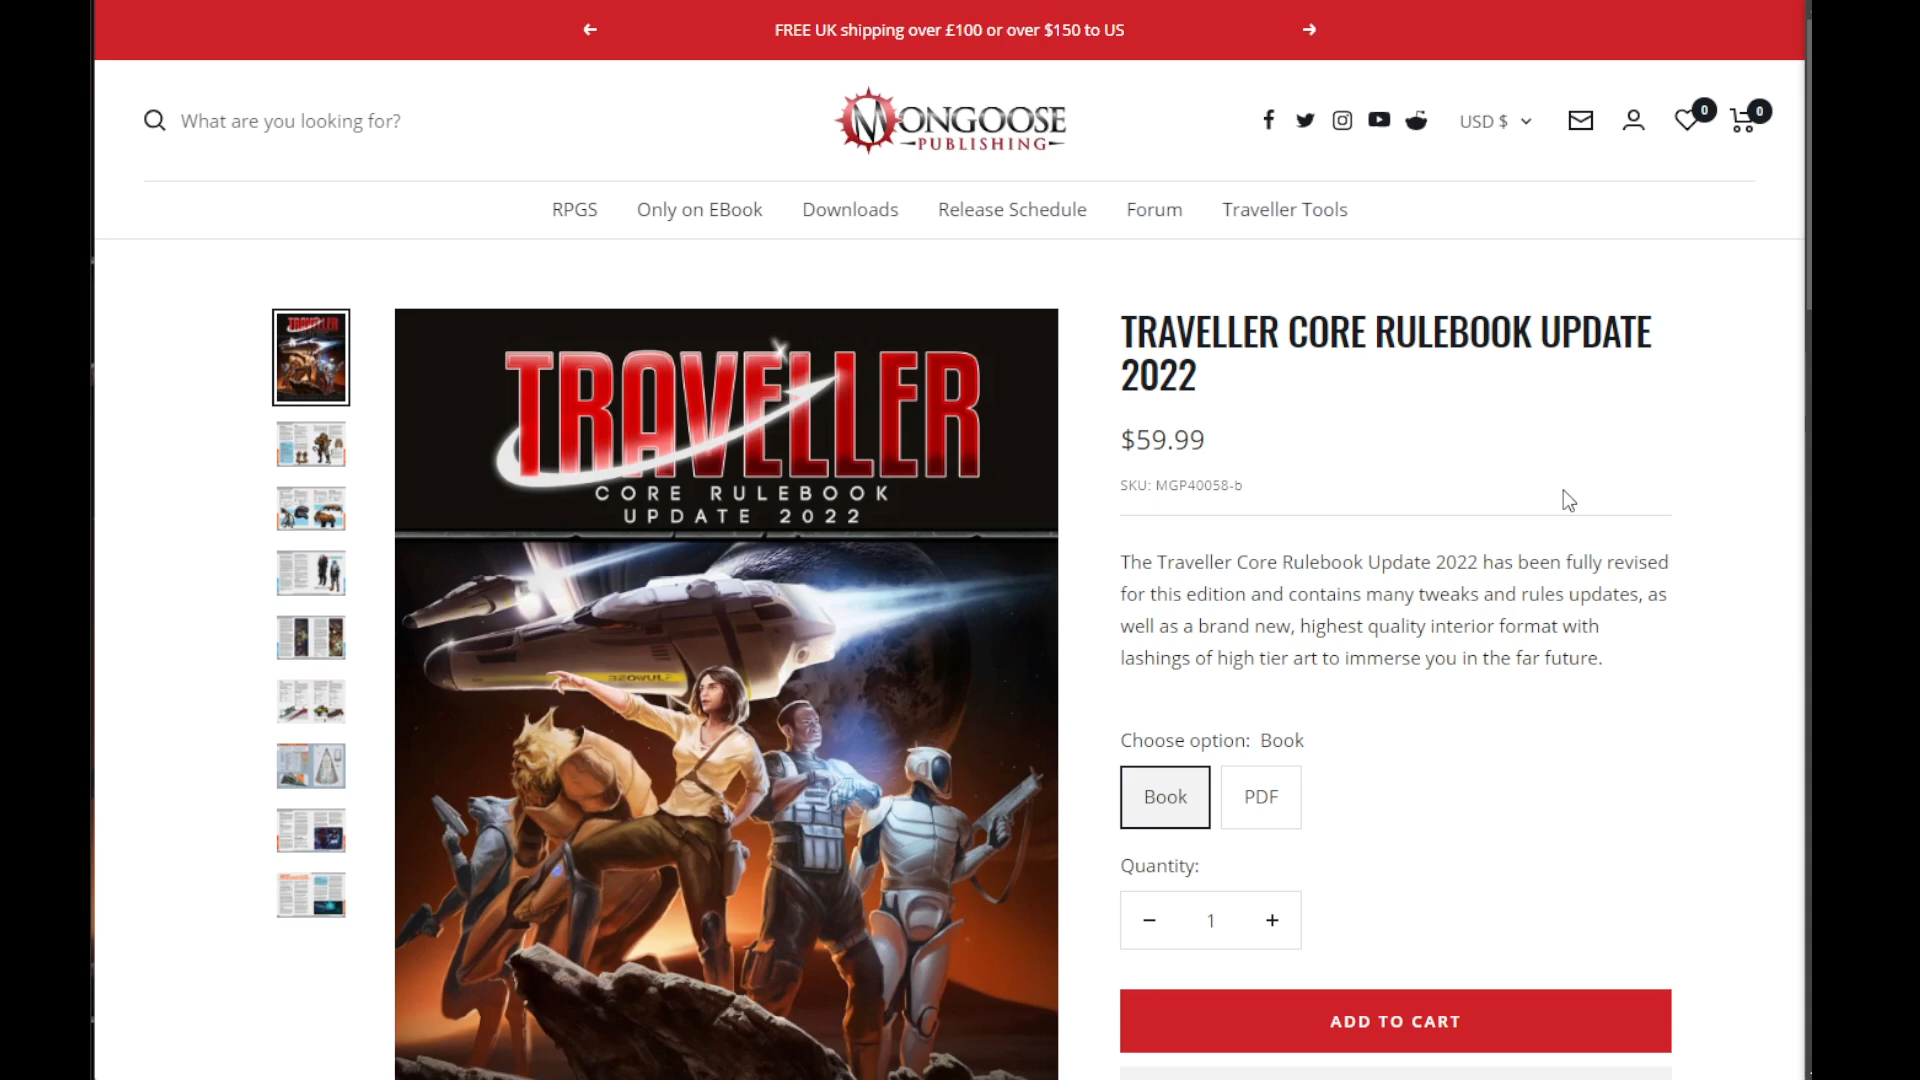 FREE UK shipping over £100 or over $150 to US
What are you looking for?
MONGOOSE
PUBLISHING
USD $
0
0
RPGS
Only on EBook
Downloads
Release Schedule
Forum
Traveller Tools
TRAVELLER
CORE RULEBOOK
UPDATE 2022
BEOWULF
TRAVELLER CORE RULEBOOK UPDATE
2022
$59.99
SKU: MGP40058-b
The Traveller Core Rulebook Update 2022 has been fully revised
for this edition and contains many tweaks and rules updates, as
well as a brand new, highest quality interior format with
lashings of high tier art to immerse you in the far future.
Choose option: Book
Book
PDF
Quantity:
1
ADD TO CART